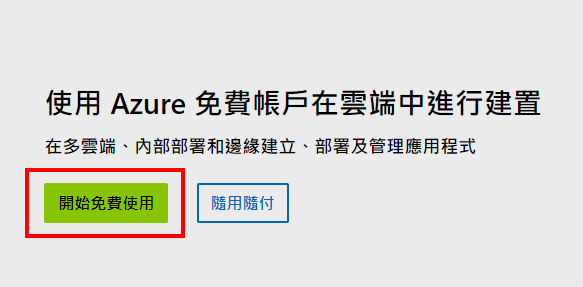 使用 Azure 免費帳戶在雲端中進行建置
在多雲端、內部部署和邊緣建立、部署及管理應用程式
開始免費使用
隨用隨付